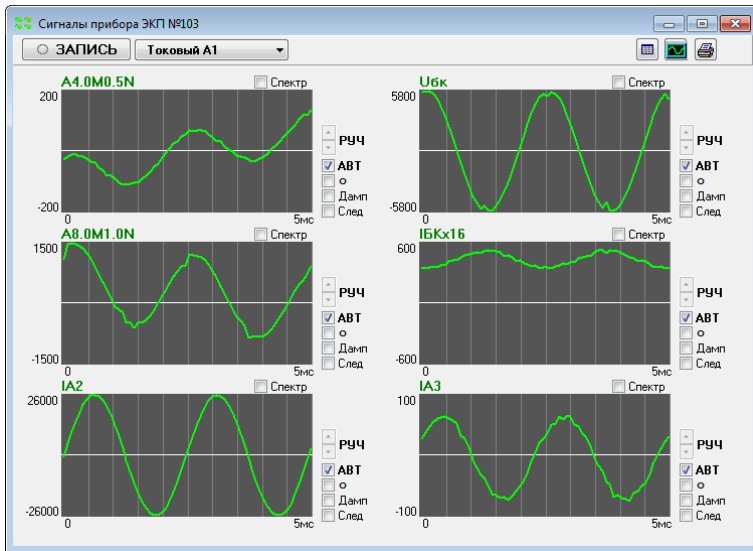 Сигналы прибора ЭКП №103
ЗАПИСЬ Токовый A1
A4.0M0.5N Спектр
200
-200
0 5мс
РУЧ
АВТ
о
Дамп
След
Uбк Спектр
5800
-5800
0 5мс
РУЧ
АВТ
о
Дамп
След
A8.0M1.0N Спектр
1500
-1500
0 5мс
РУЧ
АВТ
о
Дамп
След
IБКx16 Спектр
600
-600
0 5мс
РУЧ
АВТ
о
Дамп
След
IA2 Спектр
26000
-26000
0 5мс
РУЧ
АВТ
о
Дамп
След
IA3 Спектр
100
-100
0 5мс
РУЧ
АВТ
о
Дамп
След